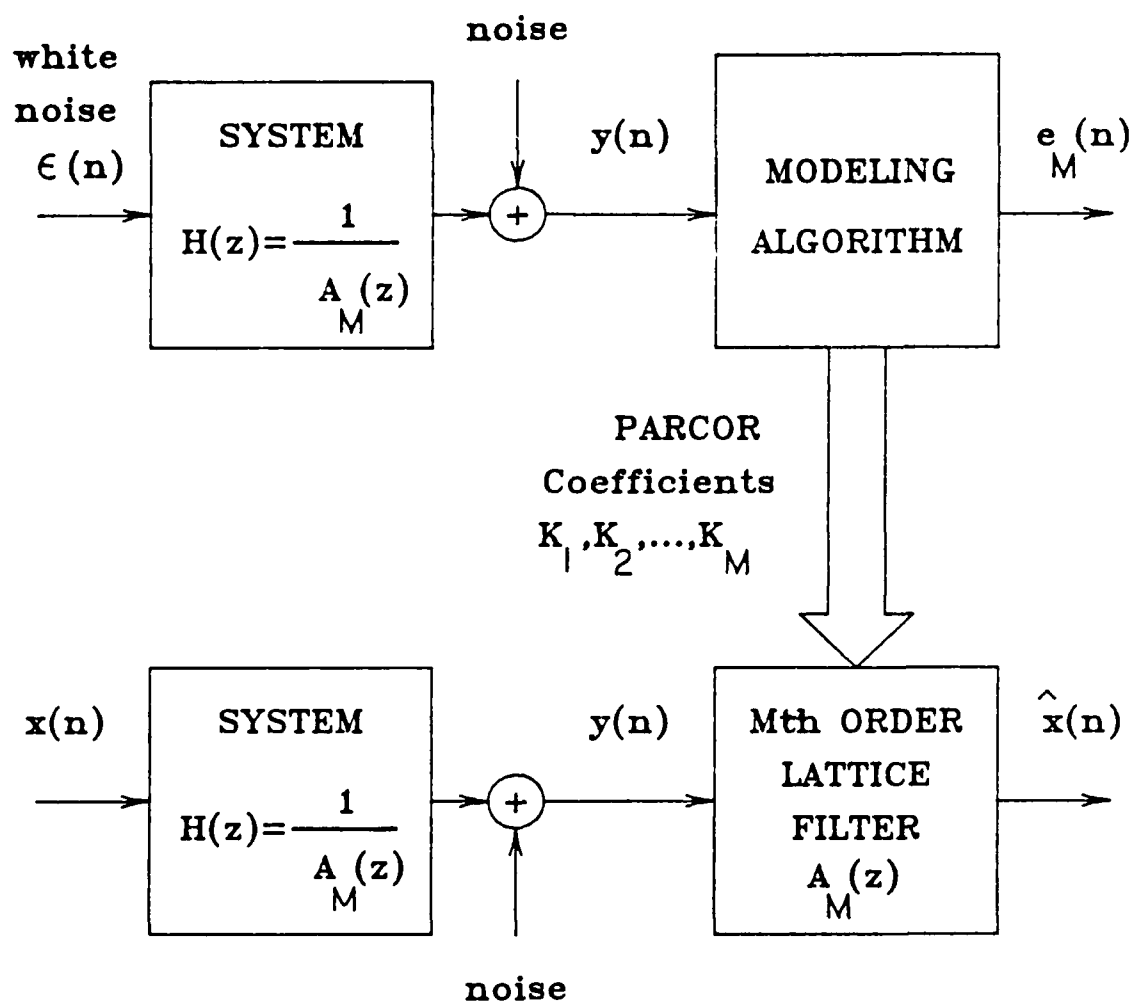 noise
white
noise
ϵ(n)
SYSTEM
H(z)= 1 / A_M(z)
+
y(n)
MODELING
ALGORITHM
e_M(n)
PARCOR
Coefficients
K_1,K_2,...,K_M
x(n)
SYSTEM
H(z)= 1 / A_M(z)
+
noise
y(n)
Mth ORDER
LATTICE
FILTER
A_M(z)
x̂(n)